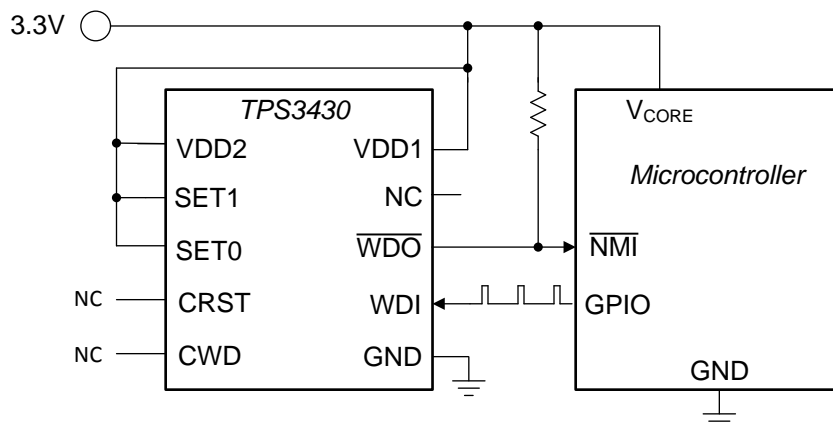 3.3V
TPS3430
VDD2
VDD1
SET1
NC
SET0
WDO
NC
CRST
WDI
NC
CWD
GND
VCORE
Microcontroller
NMI
GPIO
GND